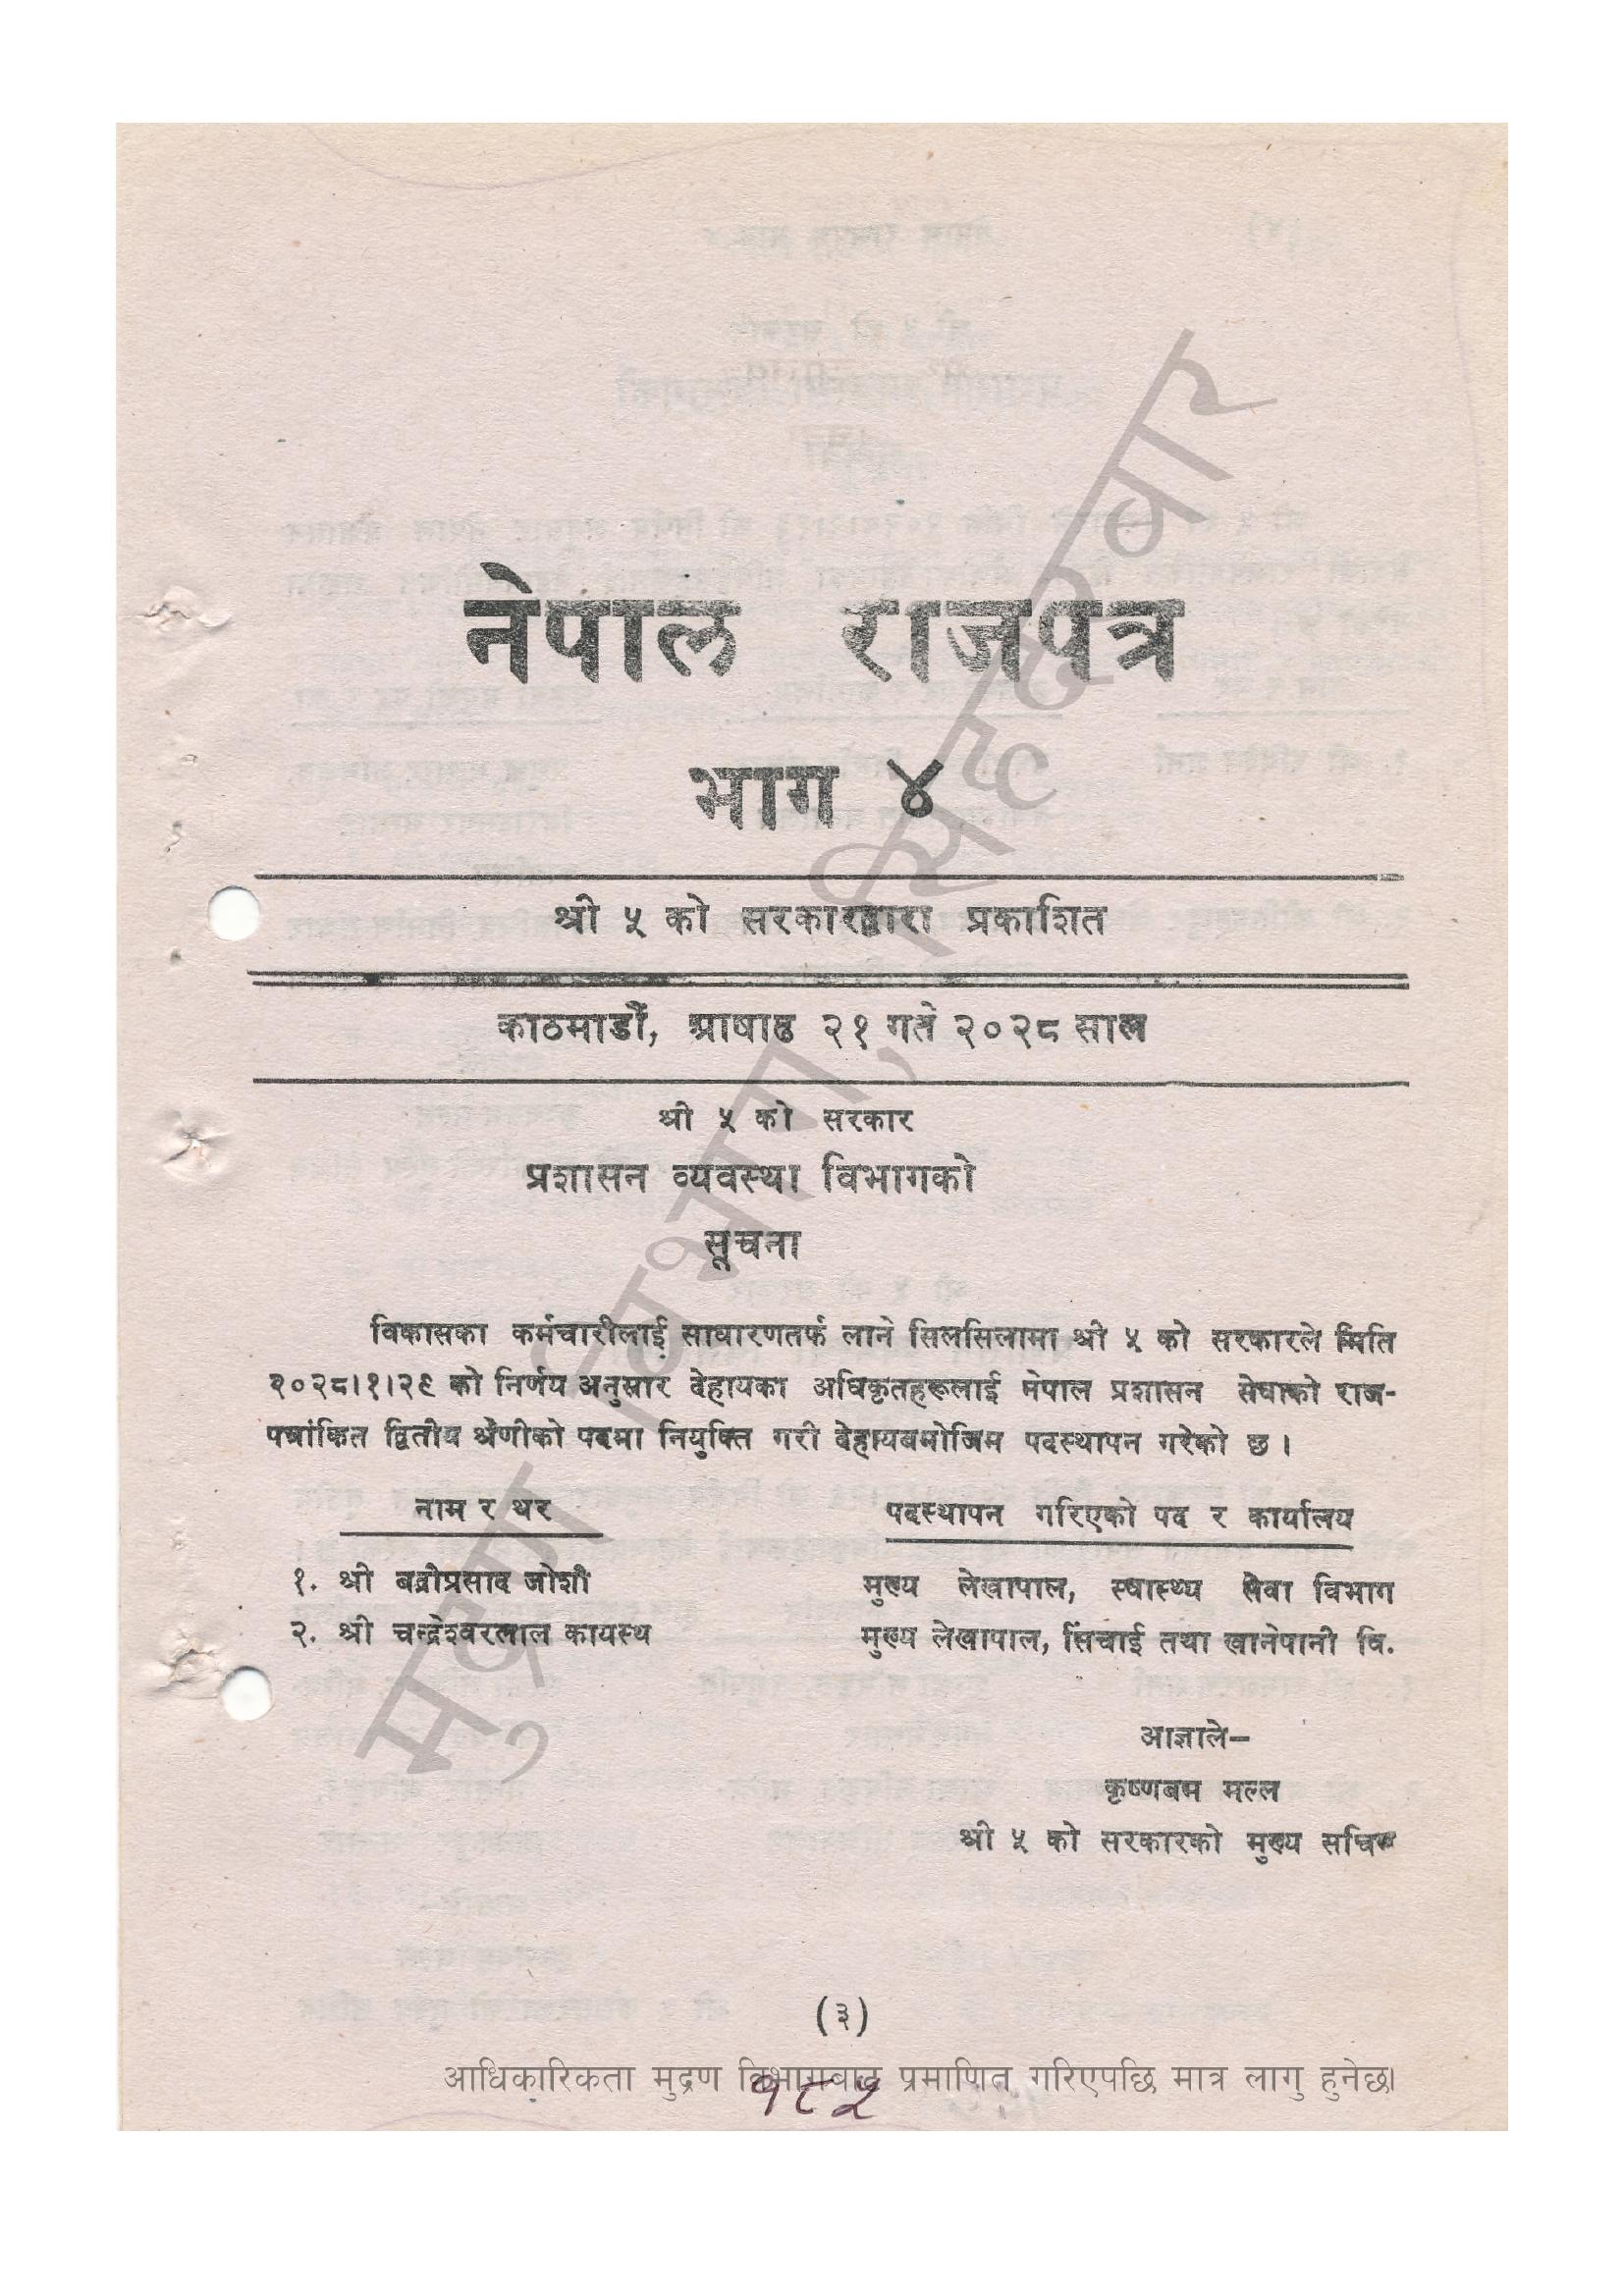 नेपाल राजपत्र
भाग ४
श्री ५ को सरकारद्वारा प्रकाशित
काठमाडौं, आषाढ २१ गते २०२८ साल
श्री ५ को सरकार
प्रशासन व्यवस्था विभागको
सूचना
विकासका कर्मचारीलाई साधारणतर्फ लाने सिलसिलामा श्री ५ को सरकारले मिति
२०२८।१।२९ को निर्णय अनुसार देहायका अधिकृतहरूलाई नेपाल प्रशासन सेवाको राज-
पत्रांकित द्वितीय श्रेणीको पदमा नियुक्ति गरी देहायबमोजिम पदस्थापन गरेको छ ।
नाम र थर पदस्थापन गरिएको पद र कार्यालय
१. श्री बद्रीप्रसाद जोशी मुख्य लेखापाल, स्वास्थ्य सेवा विभाग
२. श्री चन्द्रेश्वरलाल कायस्थ मुख्य लेखापाल, सिंचाई तथा खानेपानी वि.
आज्ञाले–
कृष्णबम मल्ल
श्री ५ को सरकारको मुख्य सचिव
(३)
आधिकारिकता मुद्रण विभागबाट प्रमाणित गरिएपछि मात्र लागु हुनेछ।
१८५
मुद्रण विभाग, सिंहदरबार